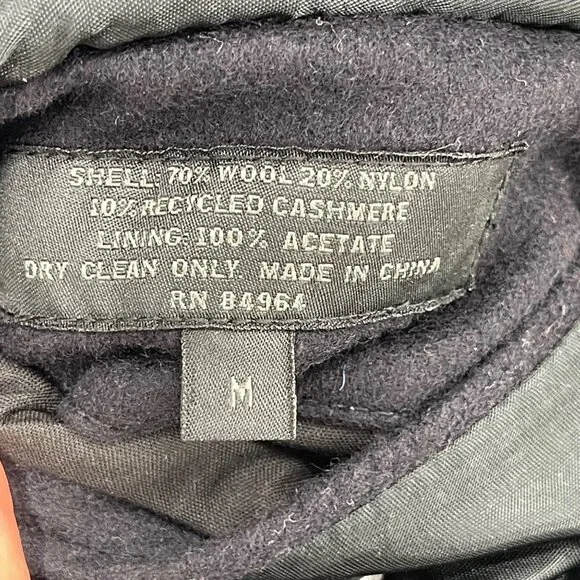 SHELL 70% WOOL 20% NYLON
10% RECYCLED CASHMERE
LINING: 100% ACETATE
DRY CLEAN ONLY. MADE IN CHINA
RN 84964
M